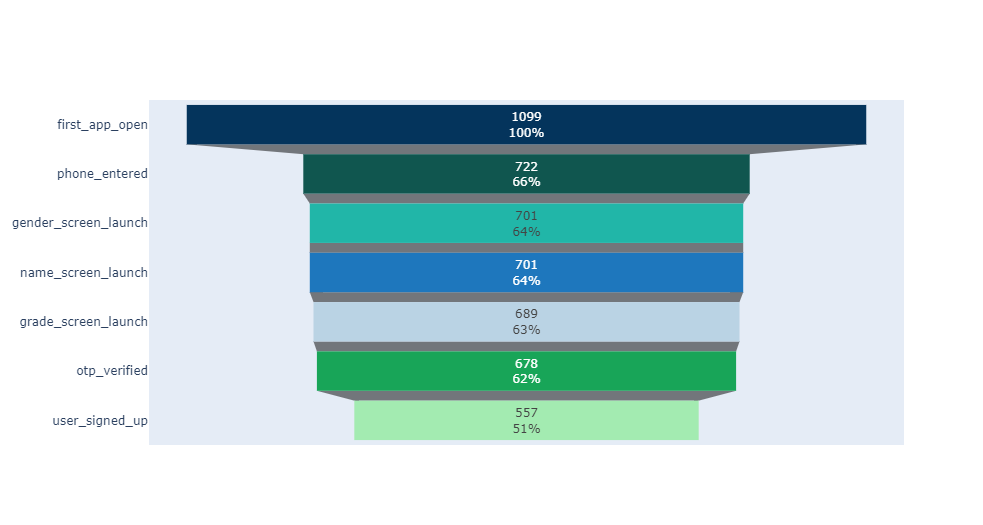 first_app_open
1099
100%
phone_entered
722
66%
gender_screen_launch
701
64%
name_screen_launch
701
64%
grade_screen_launch
689
63%
otp_verified
678
62%
user_signed_up
557
51%